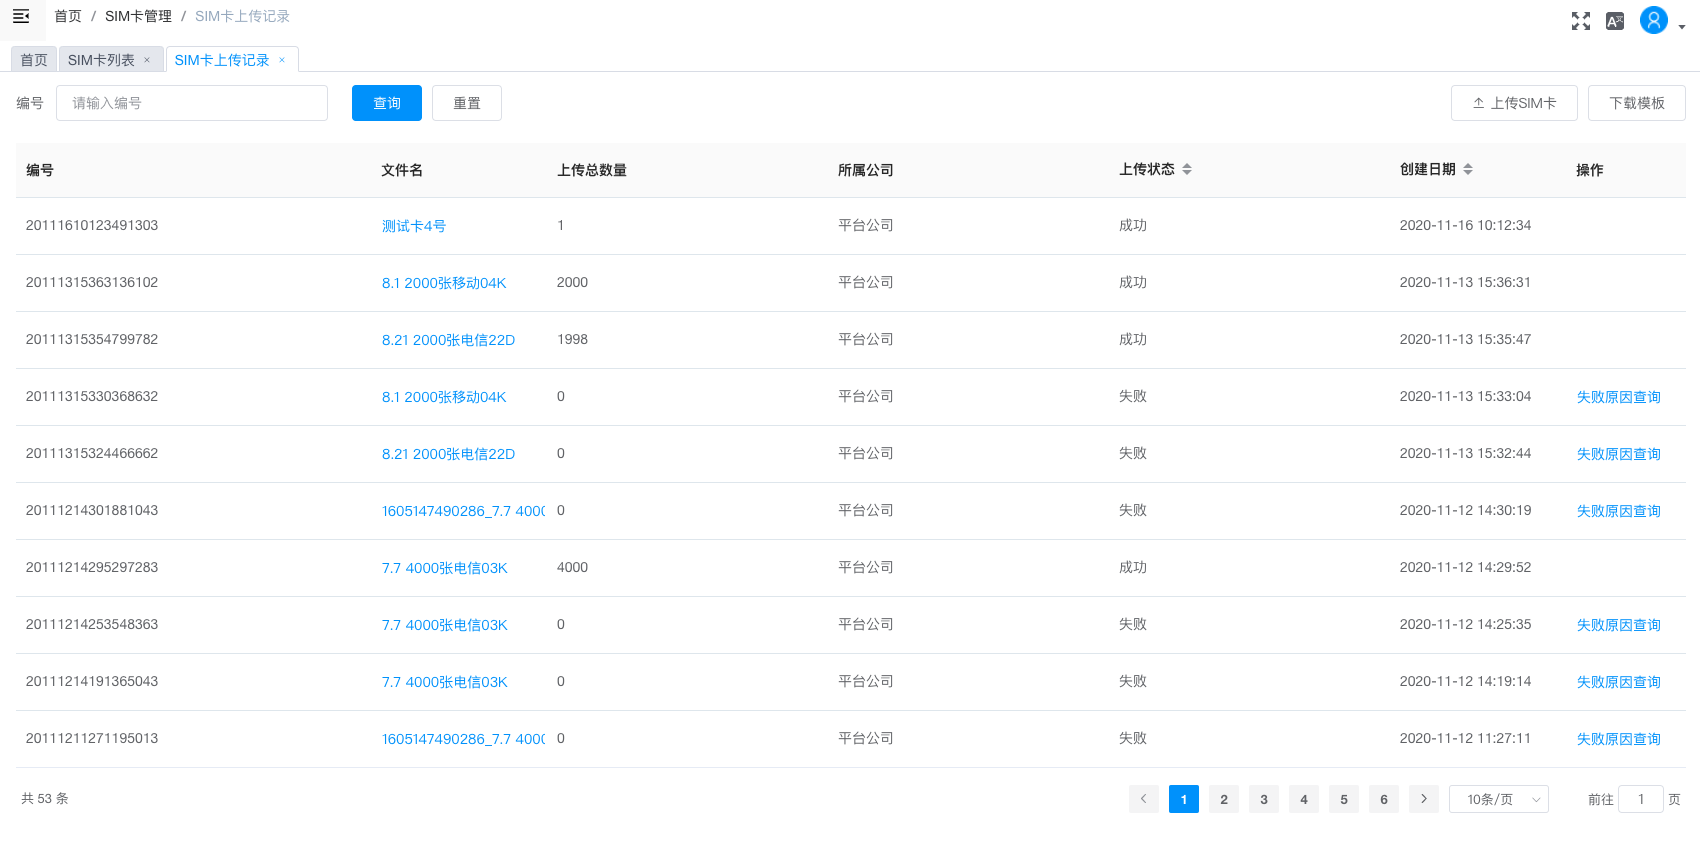 首页 / SIM卡管理 / SIM卡上传记录
首页 SIM卡列表 × SIM卡上传记录 ×
编号 请输入编号 查询 重置 上传SIM卡 下载模板
编号 文件名 上传总数量 所属公司 上传状态 创建日期 操作
20111610123491303 测试卡4号 1 平台公司 成功 2020-11-16 10:12:34
20111315363136102 8.1 2000张移动04K 2000 平台公司 成功 2020-11-13 15:36:31
20111315354799782 8.21 2000张电信22D 1998 平台公司 成功 2020-11-13 15:35:47
20111315330368632 8.1 2000张移动04K 0 平台公司 失败 2020-11-13 15:33:04 失败原因查询
20111315324466662 8.21 2000张电信22D 0 平台公司 失败 2020-11-13 15:32:44 失败原因查询
20111214301881043 1605147490286_7.7 4000 0 平台公司 失败 2020-11-12 14:30:19 失败原因查询
20111214295297283 7.7 4000张电信03K 4000 平台公司 成功 2020-11-12 14:29:52
20111214253548363 7.7 4000张电信03K 0 平台公司 失败 2020-11-12 14:25:35 失败原因查询
20111214191365043 7.7 4000张电信03K 0 平台公司 失败 2020-11-12 14:19:14 失败原因查询
20111211271195013 1605147490286_7.7 4000 0 平台公司 失败 2020-11-12 11:27:11 失败原因查询
共 53 条 1 2 3 4 5 6 10条/页 前往 1 页